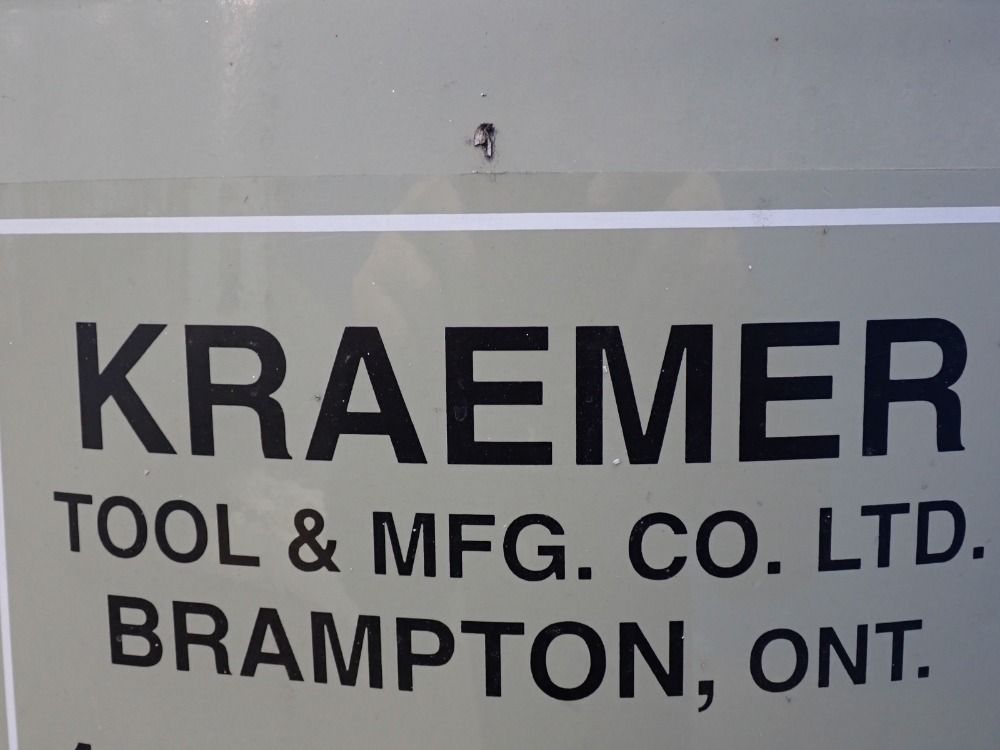 KRAEMER
TOOL & MFG. CO. LTD.
BRAMPTON, ONT.